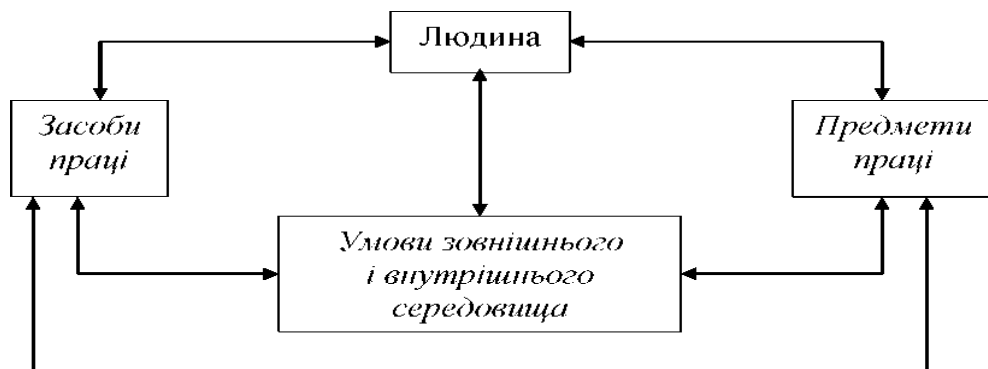 Людина
Засоби
праці
Предмети
праці
Умови зовнішнього
і внутрішнього
середовища